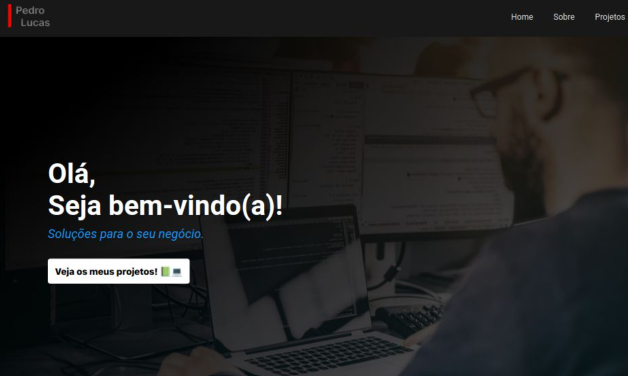 Pedro
Lucas
Home Sobre Projetos
Olá,
Seja bem-vindo(a)!
Soluções para o seu negócio.
Veja os meus projetos! 📗💻